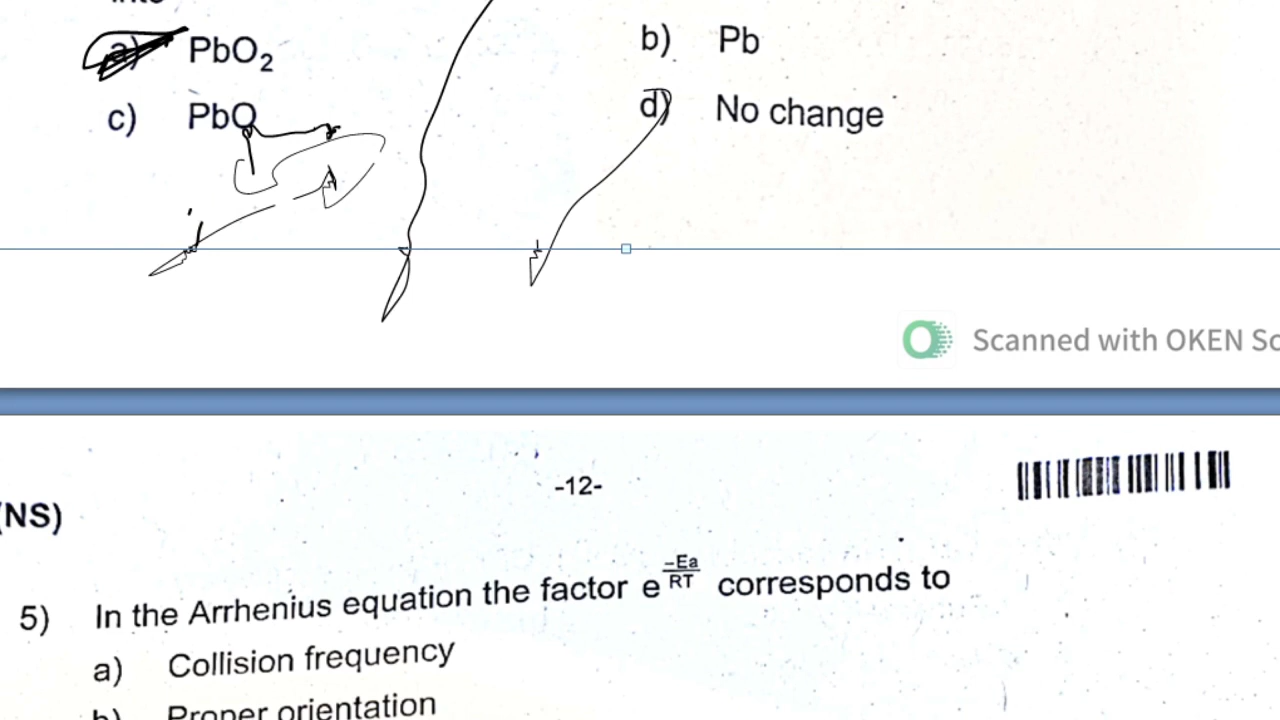 PbO₂
b) Pb
c) PbO
d) No change
Scanned with OKEN
-12-
(NS)
5) In the Arrhenius equation the factor e^(-Ea/RT) corresponds to
a) Collision frequency
b) Proper orientation